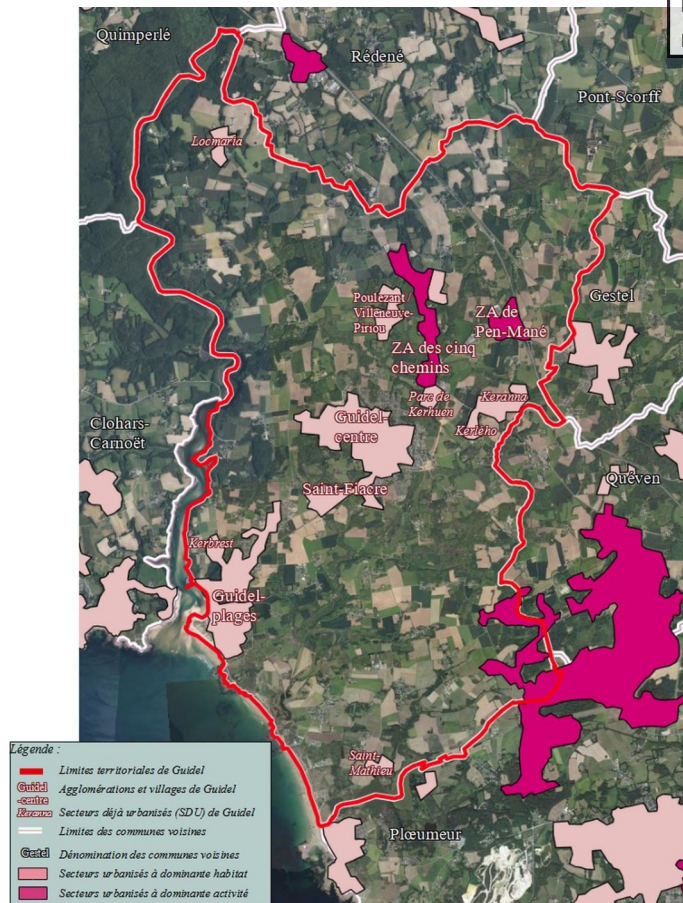 Quimperlé
Rédené
Pont-Scorff
Locmaria
Gestel
Poulezant /
Villeneuve-
Piriou
ZA de
Pen-Mané
ZA des cinq
chemins
Parc de
Kerhuen
Keranna
Kerlého
Clohars-
Carnoët
Guidel-
centre
Quéven
Saint-Fiacre
Kerbrest
Guidel-
plages
Saint-
Mathieu
Plœumeur
Légende :
Limites territoriales de Guidel
Guidel
-centre
Agglomérations et villages de Guidel
Keranna
Secteurs déjà urbanisés (SDU) de Guidel
Limites des communes voisines
Gestel
Dénomination des communes voisines
Secteurs urbanisés à dominante habitat
Secteurs urbanisés à dominante activité